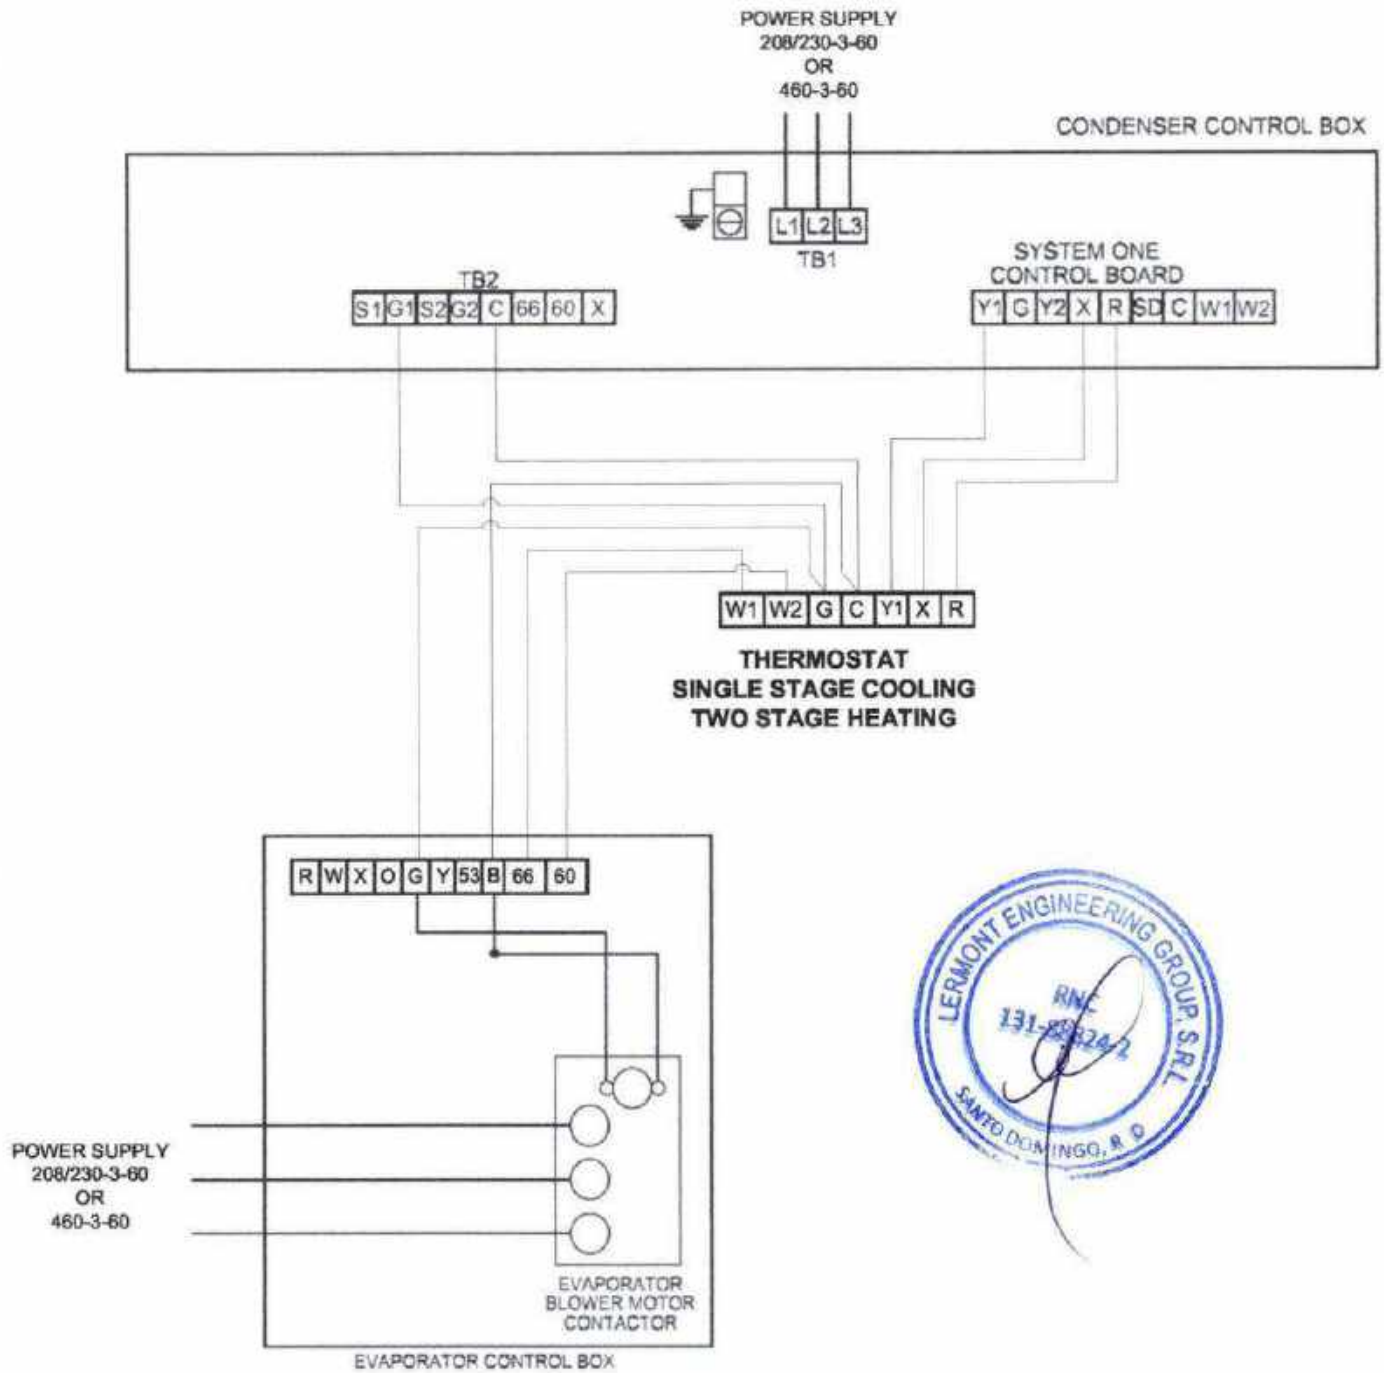 POWER SUPPLY
208/230-3-60
OR
460-3-60
CONDENSER CONTROL BOX
L1 L2 L3
TB1
SYSTEM ONE
CONTROL BOARD
TB2
S1 G1 S2 G2 C 66 60 X
Y1 G Y2 X R SD C W1 W2
W1 W2 G C Y1 X R
THERMOSTAT
SINGLE STAGE COOLING
TWO STAGE HEATING
R W X O G Y 53 B 66 60
LERMONT ENGINEERING GROUP, S.R.L
RNC
SANTO DOMINGO, R D
POWER SUPPLY
208/230-3-60
OR
460-3-60
EVAPORATOR
BLOWER MOTOR
CONTACTOR
EVAPORATOR CONTROL BOX